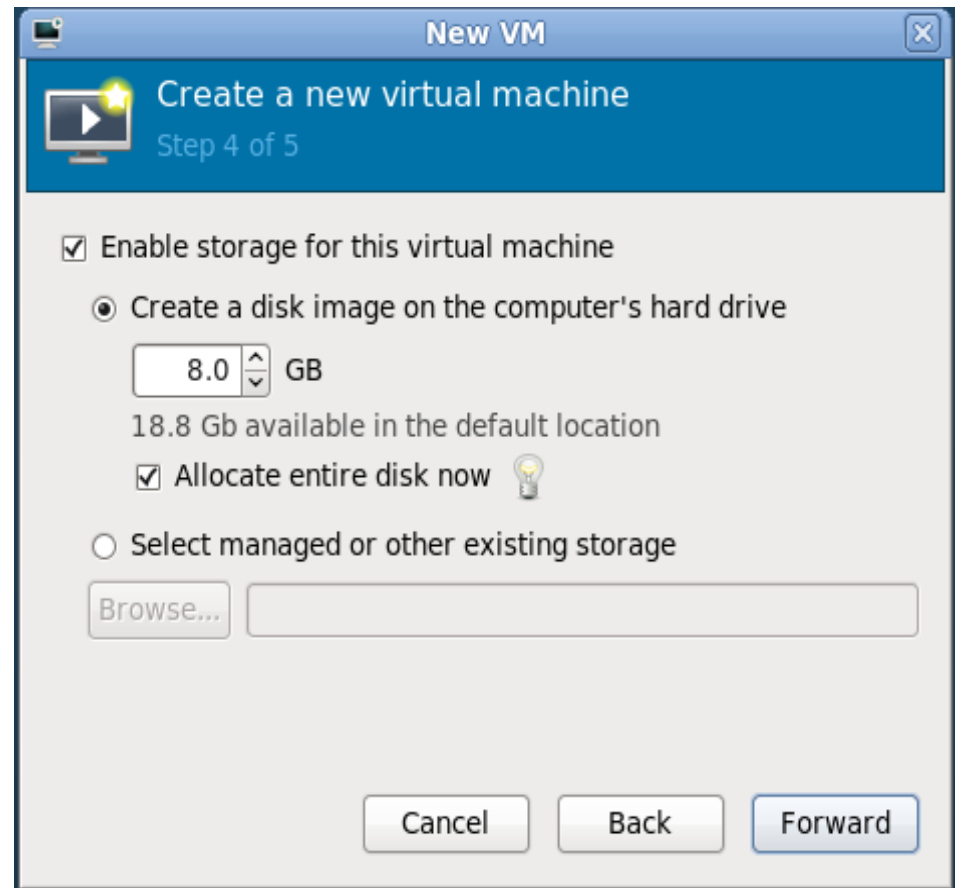 New VM
Create a new virtual machine
Step 4 of 5
Enable storage for this virtual machine
Create a disk image on the computer's hard drive
8.0 GB
18.8 Gb available in the default location
Allocate entire disk now
Select managed or other existing storage
Browse...
Cancel Back Forward